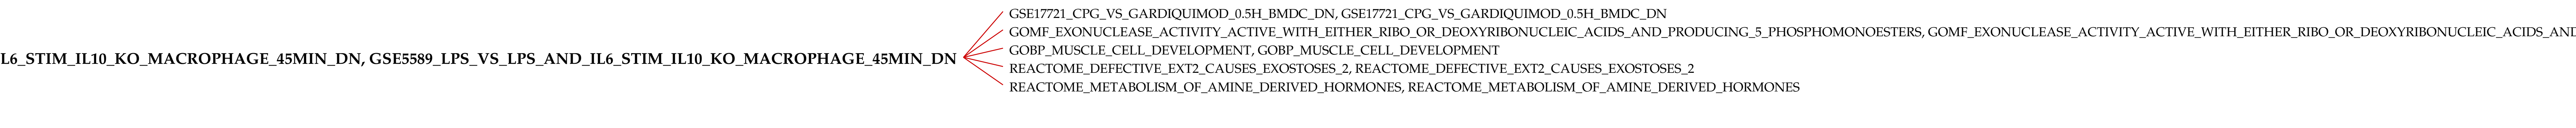 GSE17721_CPG_VS_GARDIQUIMOD_0.5H_BMDC_DN, GSE17721_CPG_VS_GARDIQUIMOD_0.5H_BMDC_DN
GOMF_EXONUCLEASE_ACTIVITY_ACTIVE_WITH_EITHER_RIBO_OR_DEOXYRIBONUCLEIC_ACIDS_AND_PRODUCING_5_PHOSPHOMONOESTERS, GOMF_EXONUCLEASE_ACTIVITY_ACTIVE_WITH_EITHER_RIBO_OR_DEOXYRIBONUCLEIC_ACIDS_AND
GOBP_MUSCLE_CELL_DEVELOPMENT, GOBP_MUSCLE_CELL_DEVELOPMENT
L6_STIM_IL10_KO_MACROPHAGE_45MIN_DN, GSE5589_LPS_VS_LPS_AND_IL6_STIM_IL10_KO_MACROPHAGE_45MIN_DN
REACTOME_DEFECTIVE_EXT2_CAUSES_EXOSTOSES_2, REACTOME_DEFECTIVE_EXT2_CAUSES_EXOSTOSES_2
REACTOME_METABOLISM_OF_AMINE_DERIVED_HORMONES, REACTOME_METABOLISM_OF_AMINE_DERIVED_HORMONES